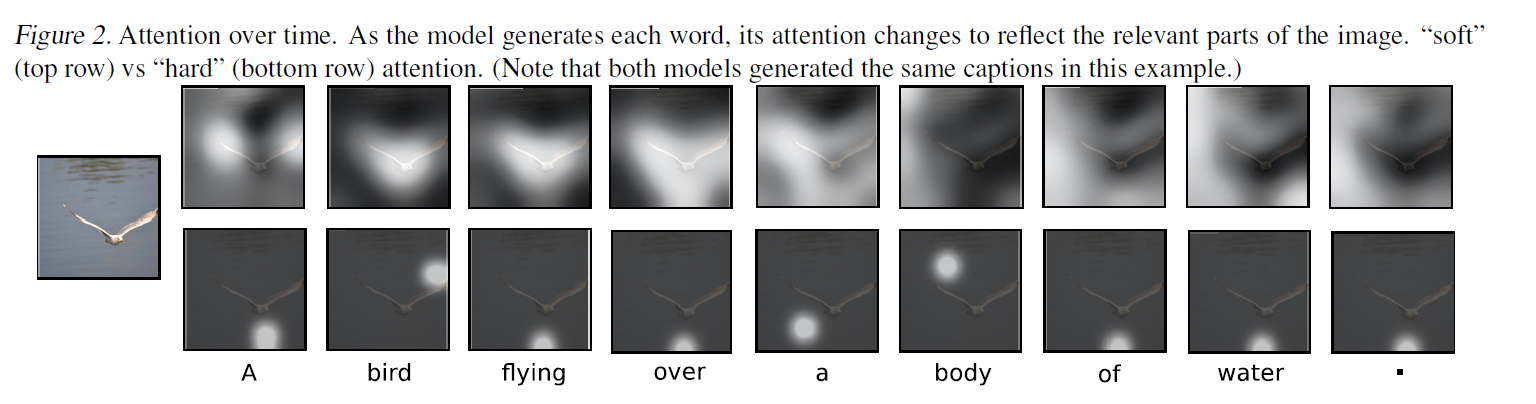 Figure 2. Attention over time. As the model generates each word, its attention changes to reflect the relevant parts of the image. “soft”
(top row) vs “hard” (bottom row) attention. (Note that both models generated the same captions in this example.)
A bird flying over a body of water .